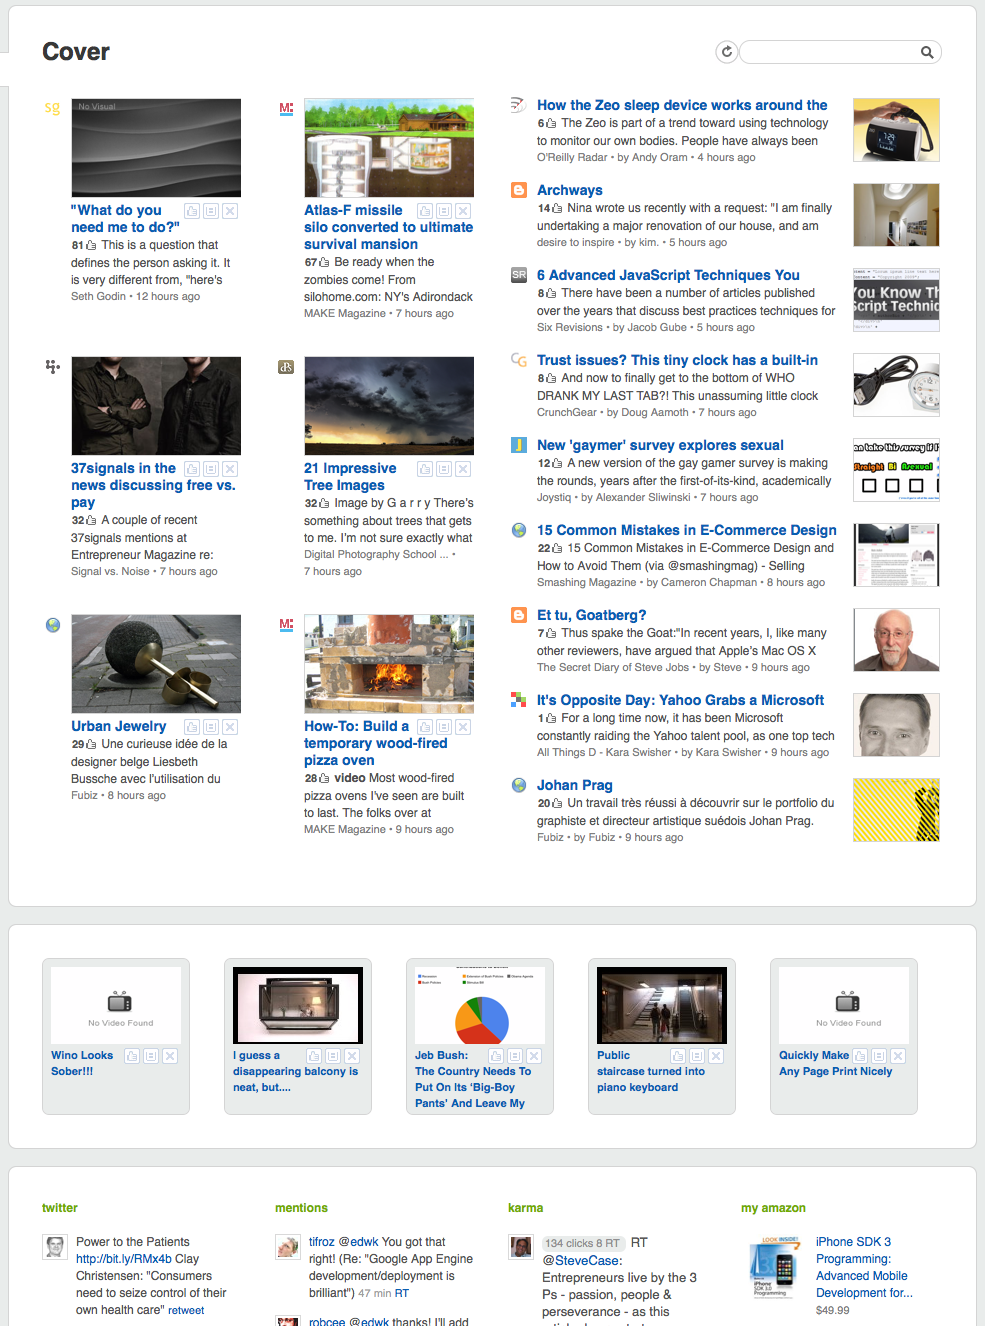 Cover
sg
No Visual
"What do you
need me to do?"
81 This is a question that
defines the person asking it. It
is very different from, "here's
Seth Godin • 12 hours ago
M:
Atlas-F missile
silo converted to ultimate
survival mansion
67 Be ready when the
zombies come! From
silohome.com: NY's Adirondack
MAKE Magazine • 7 hours ago
37signals in the
news discussing free vs.
pay
32 A couple of recent
37signals mentions at
Entrepreneur Magazine re:
Signal vs. Noise • 7 hours ago
dPs
21 Impressive
Tree Images
32 Image by G a r r y There's
something about trees that gets
to me. I'm not sure exactly what
Digital Photography School ... •
7 hours ago
Urban Jewelry
29 Une curieuse idée de la
designer belge Liesbeth
Bussche avec l'utilisation du
Fubiz • 8 hours ago
M:
How-To: Build a
temporary wood-fired
pizza oven
28 video Most wood-fired
pizza ovens I've seen are built
to last. The folks over at
MAKE Magazine • 9 hours ago
How the Zeo sleep device works around the
6 The Zeo is part of a trend toward using technology
to monitor our own bodies. People have always been
O'Reilly Radar • by Andy Oram • 4 hours ago
7:29
Archways
14 Nina wrote us recently with a request: "I am finally
undertaking a major renovation of our house, and am
desire to inspire • by kim. • 5 hours ago
SR
6 Advanced JavaScript Techniques You
8 There have been a number of articles published
over the years that discuss best practices techniques for
Six Revisions • by Jacob Gube • 5 hours ago
You Know Th
Script Technic
CG
Trust issues? This tiny clock has a built-in
8 And now to finally get to the bottom of WHO
DRANK MY LAST TAB?! This unassuming little clock
CrunchGear • by Doug Aamoth • 7 hours ago
J
New 'gaymer' survey explores sexual
12 A new version of the gay gamer survey is making
the rounds, years after the first-of-its-kind, academically
Joystiq • by Alexander Sliwinski • 7 hours ago
an take this survey if
Straight Bi Asexual
15 Common Mistakes in E-Commerce Design
22 15 Common Mistakes in E-Commerce Design and
How to Avoid Them (via @smashingmag) - Selling
Smashing Magazine • by Cameron Chapman • 8 hours ago
Et tu, Goatberg?
7 Thus spake the Goat:"In recent years, I, like many
other reviewers, have argued that Apple's Mac OS X
The Secret Diary of Steve Jobs • by Steve • 9 hours ago
It's Opposite Day: Yahoo Grabs a Microsoft
1 For a long time now, it has been Microsoft
constantly raiding the Yahoo talent pool, as one top tech
All Things D - Kara Swisher • by Kara Swisher • 9 hours ago
Johan Prag
20 Un travail très réussi à découvrir sur le portfolio du
graphiste et directeur artistique suédois Johan Prag.
Fubiz • by Fubiz • 9 hours ago
No Video Found
Wino Looks
Sober!!!
I guess a
disappearing balcony is
neat, but....
Recession
Extension of Bush Policies
Obama Agenda
Bush Policies
Stimulus Bill
Jeb Bush:
The Country Needs To
Put On Its 'Big-Boy
Pants' And Leave My
Public
staircase turned into
piano keyboard
No Video Found
Quickly Make
Any Page Print Nicely
twitter
Power to the Patients
http://bit.ly/RMx4b Clay
Christensen: "Consumers
need to seize control of their
own health care" retweet
mentions
tifroz @edwk You got that
right! (Re: "Google App Engine
development/deployment is
brilliant") 47 min RT
robcee @edwk thanks! I'll add
karma
134 clicks 8 RT RT
@SteveCase:
Entrepreneurs live by the 3
Ps - passion, people &
perseverance - as this
my amazon
LOOK INSIDE!
iPhone SDK 3
Programming:
Advanced Mobile
Development for...
$49.99